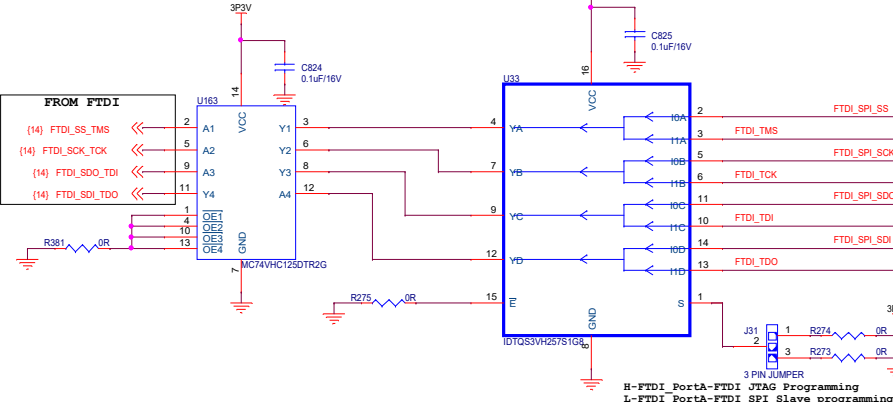 3P3V
C824
0.1uF/16V
C825
0.1uF/16V
FROM FTDI
{14} FTDI_SS_TMS
{14} FTDI_SCK_TCK
{14} FTDI_SDO_TDI
{14} FTDI_SDI_TDO
U163
14
VCC
2 A1 Y1 3
5 A2 Y2 6
9 A3 Y3 8
11 Y4 A4 12
1 OE1
4 OE2
10 OE3
13 OE4
GND
7
MC74VHC125DTR2G
R381 0R
U33
16
VCC
4 YA I0A 2 FTDI_SPI_SS
I1A 3 FTDI_TMS
7 YB I0B 5 FTDI_SPI_SCK
I1B 6 FTDI_TCK
9 YC I0C 11 FTDI_SPI_SDO
I1C 10 FTDI_TDI
12 YD I0D 14 FTDI_SPI_SDI
I1D 13 FTDI_TDO
R275 0R
15 E S 1
GND
8
IDTQS3VH257S1G8
J31
1 R274 0R
2
3 R273 0R
3 PIN JUMPER
H-FTDI_PortA-FTDI JTAG Programming
L-FTDI_PortA-FTDI SPI Slave programming